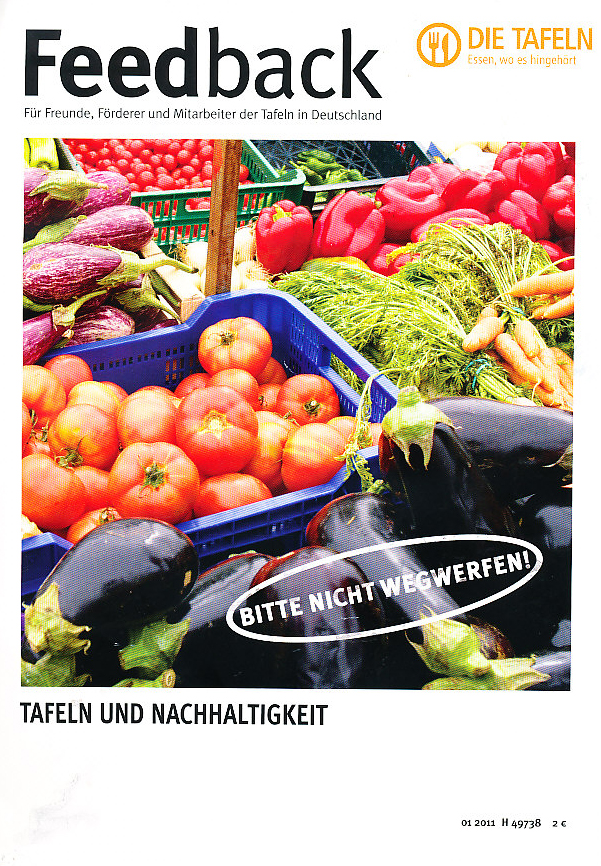 Feedback
Für Freunde, Förderer und Mitarbeiter der Tafeln in Deutschland
DIE TAFELN
Essen, wo es hingehört
BITTE NICHT WEGWERFEN!
TAFELN UND NACHHALTIGKEIT
01 2011 H 49738 2 €